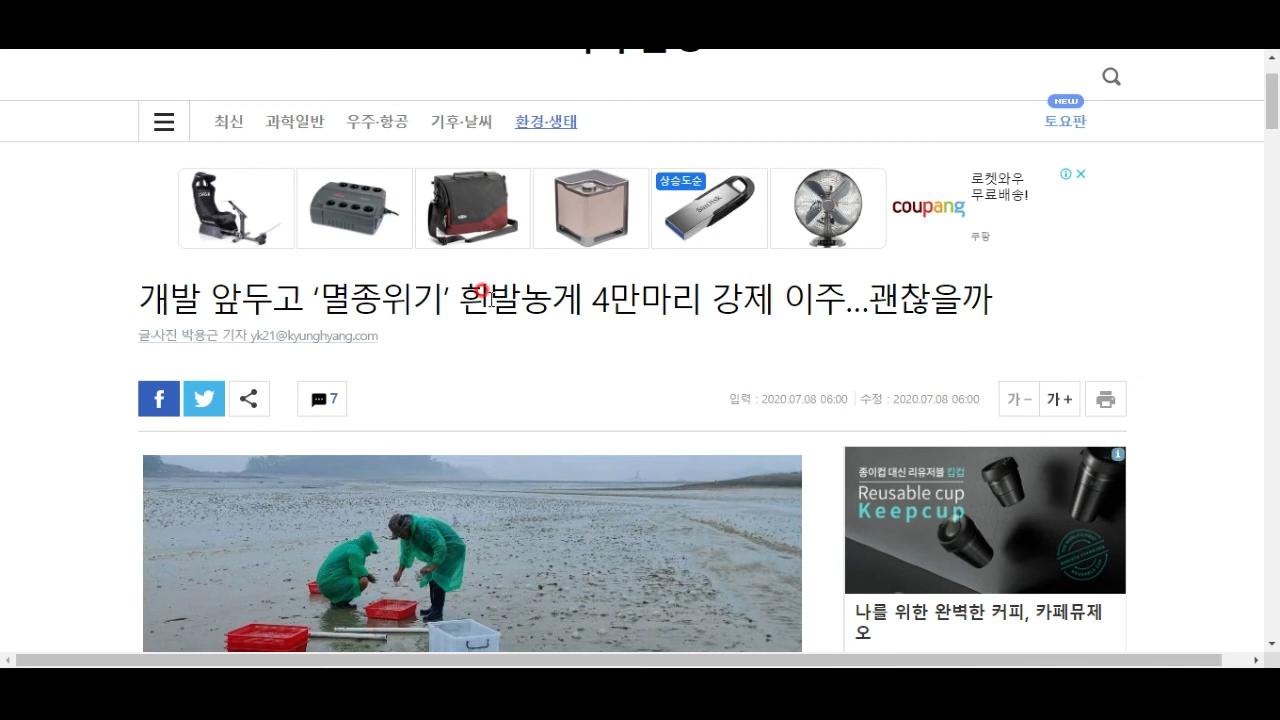 최신 과학일반 우주·항공 기후·날씨 환경·생태
NEW
토요판
상승도순
SanDisk
coupang
로켓와우
무료배송!
쿠팡
개발 앞두고 ‘멸종위기’ 흰발농게 4만마리 강제 이주…괜찮을까
글·사진 박용근 기자 yk21@kyunghyang.com
f
7
입력 : 2020.07.08 06:00 수정 : 2020.07.08 06:00
가 - 가 +
종이컵 대신 리유저블 킵컵
Reusable cup
Keepcup
나를 위한 완벽한 커피, 카페뮤제
오